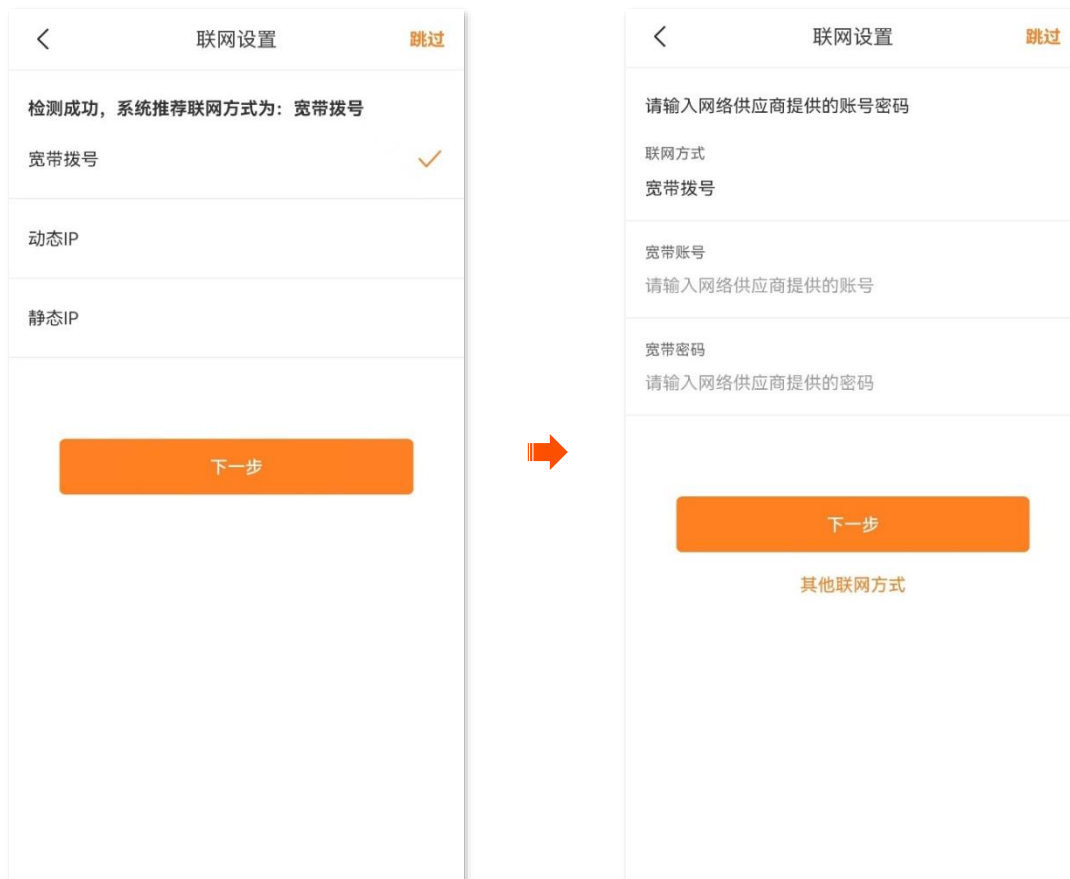 联网设置
跳过
检测成功，系统推荐联网方式为：宽带拨号
宽带拨号
动态IP
静态IP
下一步
联网设置
跳过
请输入网络供应商提供的账号密码
联网方式
宽带拨号
宽带账号
请输入网络供应商提供的账号
宽带密码
请输入网络供应商提供的密码
下一步
其他联网方式